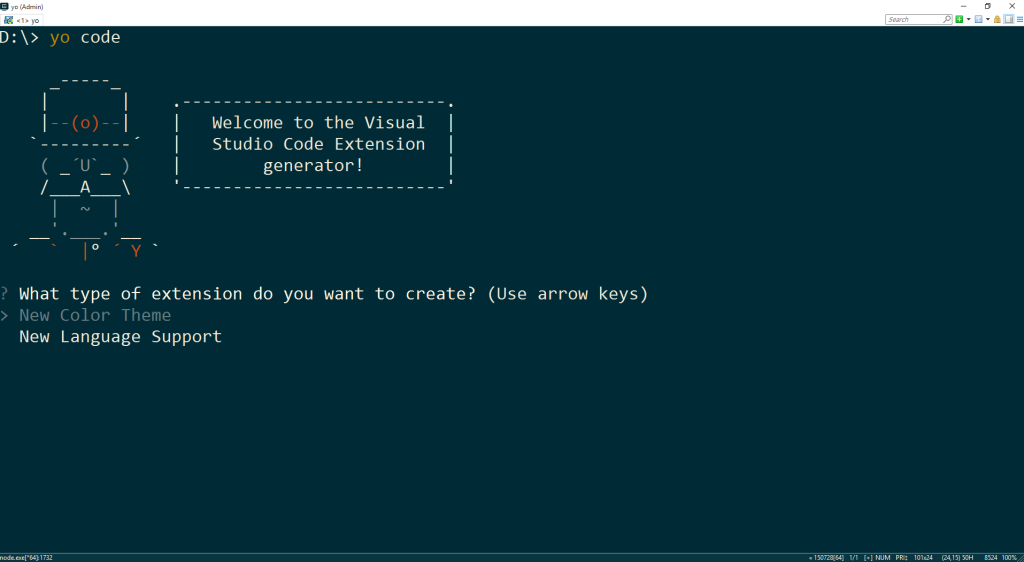 yo (Admin)
<1> yo
Search
D:\> yo code
     _-----_
    |       |    .--------------------------.
    |--(o)--|    |   Welcome to the Visual  |
   `---------´   |   Studio Code Extension  |
    ( _´U`_ )    |        generator!        |
    /___A___\    '--------------------------'
     |  ~  |
   __'.___.'__
 ´   `  |° ´ Y `
? What type of extension do you want to create? (Use arrow keys)
> New Color Theme
  New Language Support
node.exe[*64]:1732
« 150728[64] 1/1 [+] NUM PRI: 101x24 (24,15) 50H 8524 100%